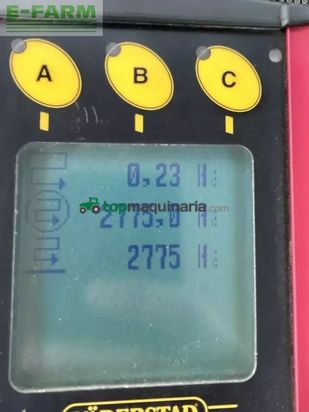 E-FARM
A B C
0,23 H:
2775,0 H:
topmaquinaria.com
2775 H: